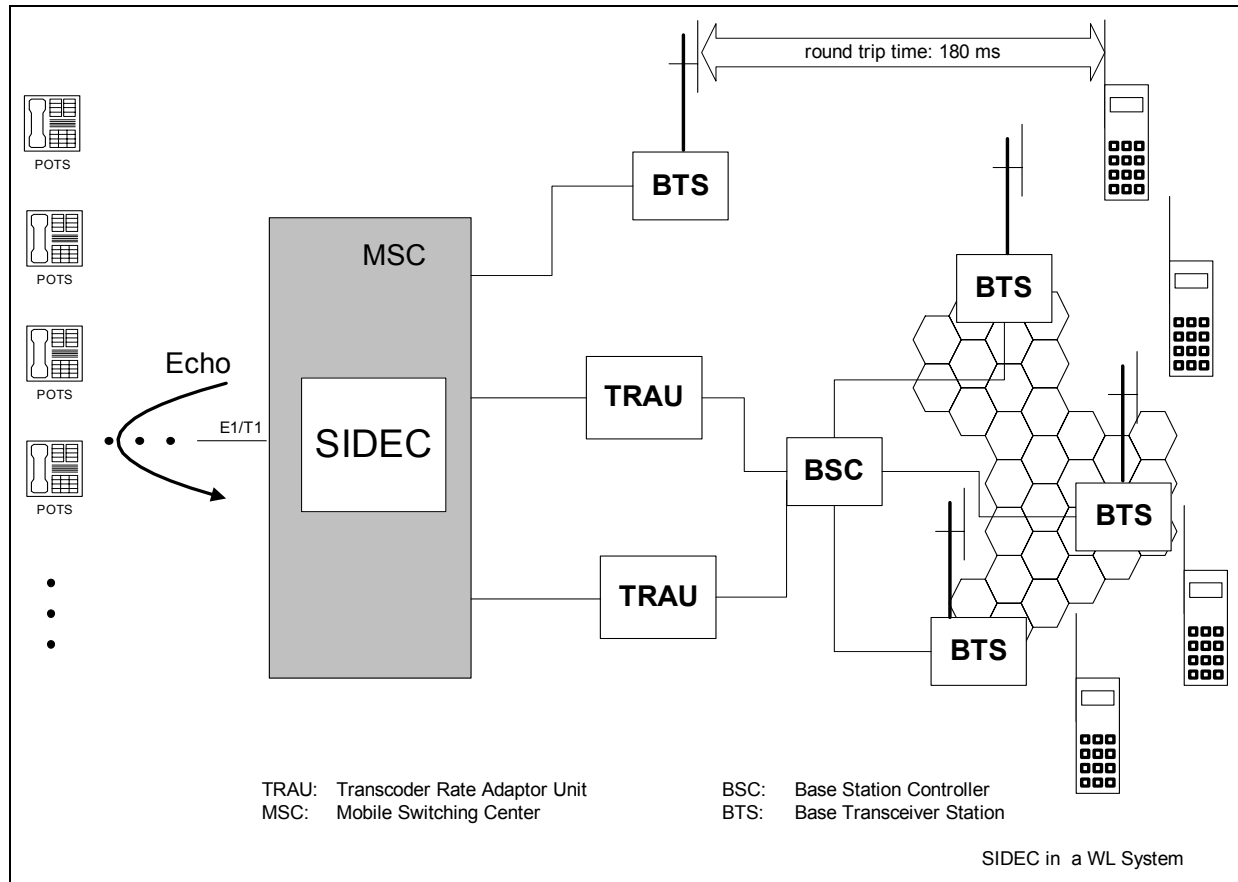 round trip time: 180 ms
POTS
BTS
POTS
MSC
BTS
POTS
Echo
TRAU
E1/T1
SIDEC
BSC
POTS
BTS
TRAU
BTS
TRAU: Transcoder Rate Adaptor Unit
MSC: Mobile Switching Center
BSC: Base Station Controller
BTS: Base Transceiver Station
SIDEC in a WL System